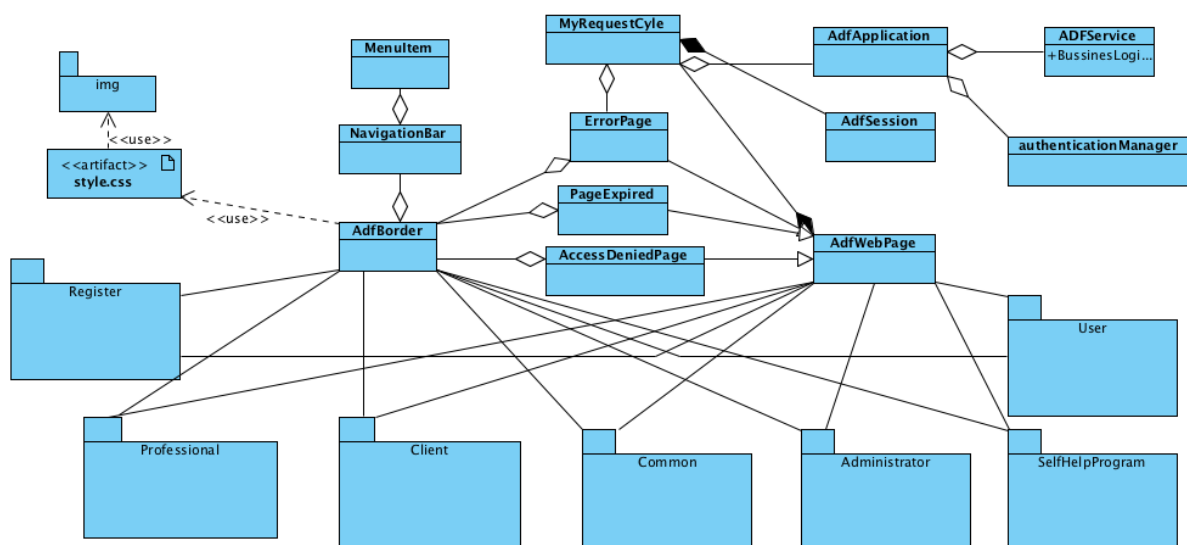 MyRequestCyle
AdfApplication
ADFService
+BussinesLogi...
MenuItem
img
<<use>>
NavigationBar
ErrorPage
AdfSession
authenticationManager
<<artifact>>
style.css
<<use>>
PageExpired
AdfBorder
AccessDeniedPage
AdfWebPage
Register
User
Professional
Client
Common
Administrator
SelfHelpProgram